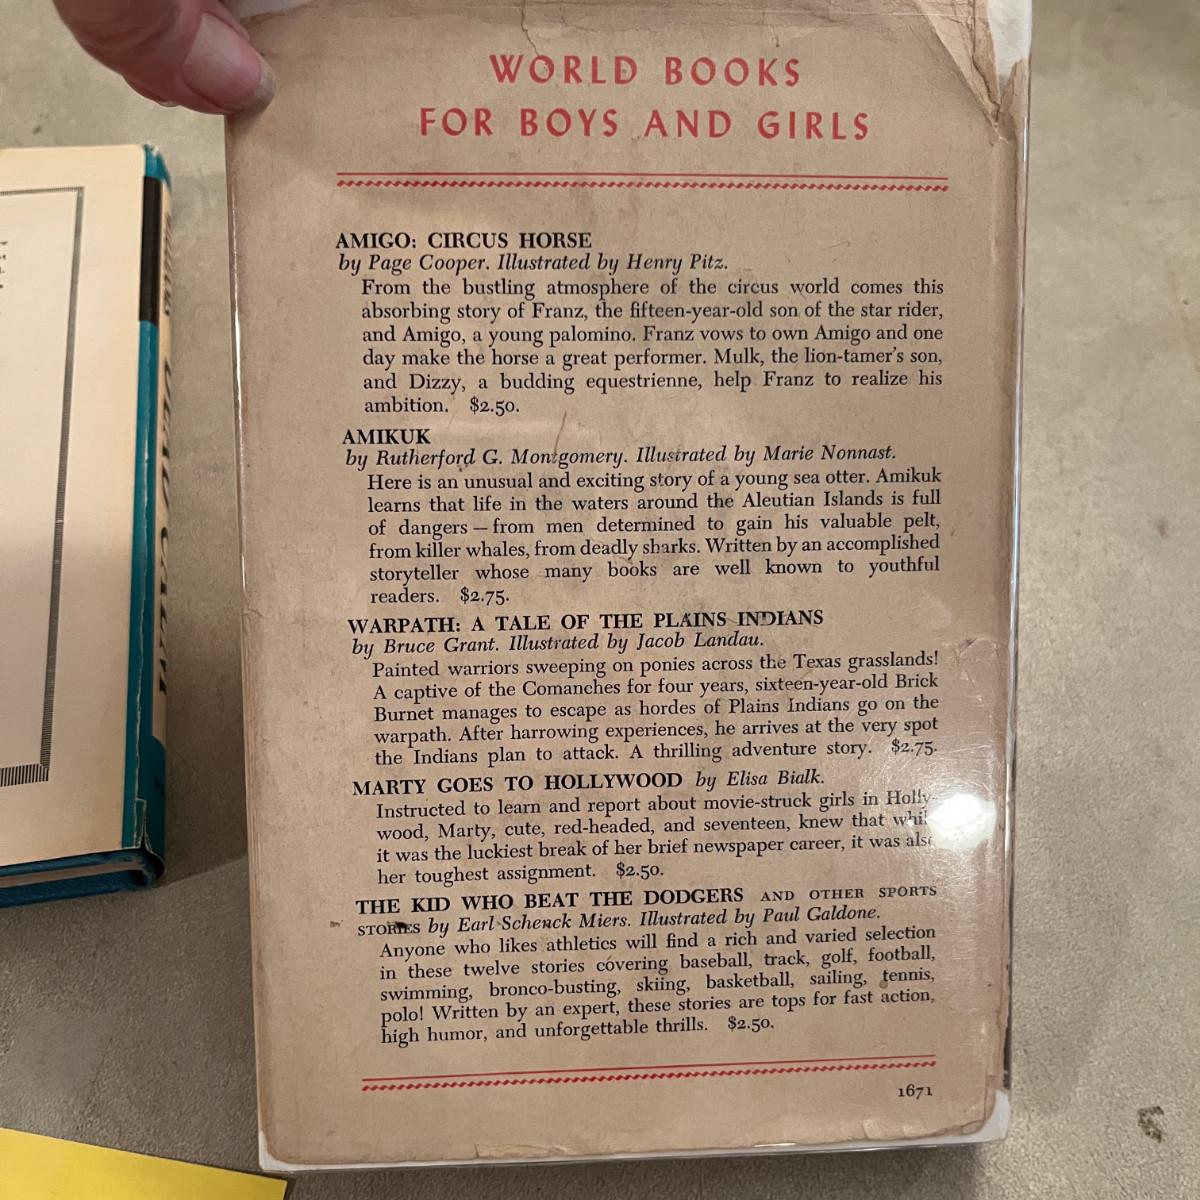 WORLD BOOKS
FOR BOYS AND GIRLS
AMIGO: CIRCUS HORSE
by Page Cooper. Illustrated by Henry Pitz.
From the bustling atmosphere of the circus world comes this
absorbing story of Franz, the fifteen-year-old son of the star rider,
and Amigo, a young palomino. Franz vows to own Amigo and one
day make the horse a great performer. Mulk, the lion-tamer's son,
and Dizzy, a budding equestrienne, help Franz to realize his
ambition. $2.50.
AMIKUK
by Rutherford G. Montgomery. Illustrated by Marie Nonnast.
Here is an unusual and exciting story of a young sea otter. Amikuk
learns that life in the waters around the Aleutian Islands is full
of dangers — from men determined to gain his valuable pelt,
from killer whales, from deadly sharks. Written by an accomplished
storyteller whose many books are well known to youthful
readers. $2.75.
WARPATH: A TALE OF THE PLAINS INDIANS
by Bruce Grant. Illustrated by Jacob Landau.
Painted warriors sweeping on ponies across the Texas grasslands!
A captive of the Comanches for four years, sixteen-year-old Brick
Burnet manages to escape as hordes of Plains Indians go on the
warpath. After harrowing experiences, he arrives at the very spot
the Indians plan to attack. A thrilling adventure story. $2.75.
MARTY GOES TO HOLLYWOOD by Elisa Bialk.
Instructed to learn and report about movie-struck girls in Holly-
wood, Marty, cute, red-headed, and seventeen, knew that whil
it was the luckiest break of her brief newspaper career, it was also
her toughest assignment. $2.50.
THE KID WHO BEAT THE DODGERS AND OTHER SPORTS
STORIES by Earl Schenck Miers. Illustrated by Paul Galdone.
Anyone who likes athletics will find a rich and varied selection
in these twelve stories covering baseball, track, golf, football,
swimming, bronco-busting, skiing, basketball, sailing, tennis,
polo! Written by an expert, these stories are tops for fast action,
high humor, and unforgettable thrills. $2.50.
1671